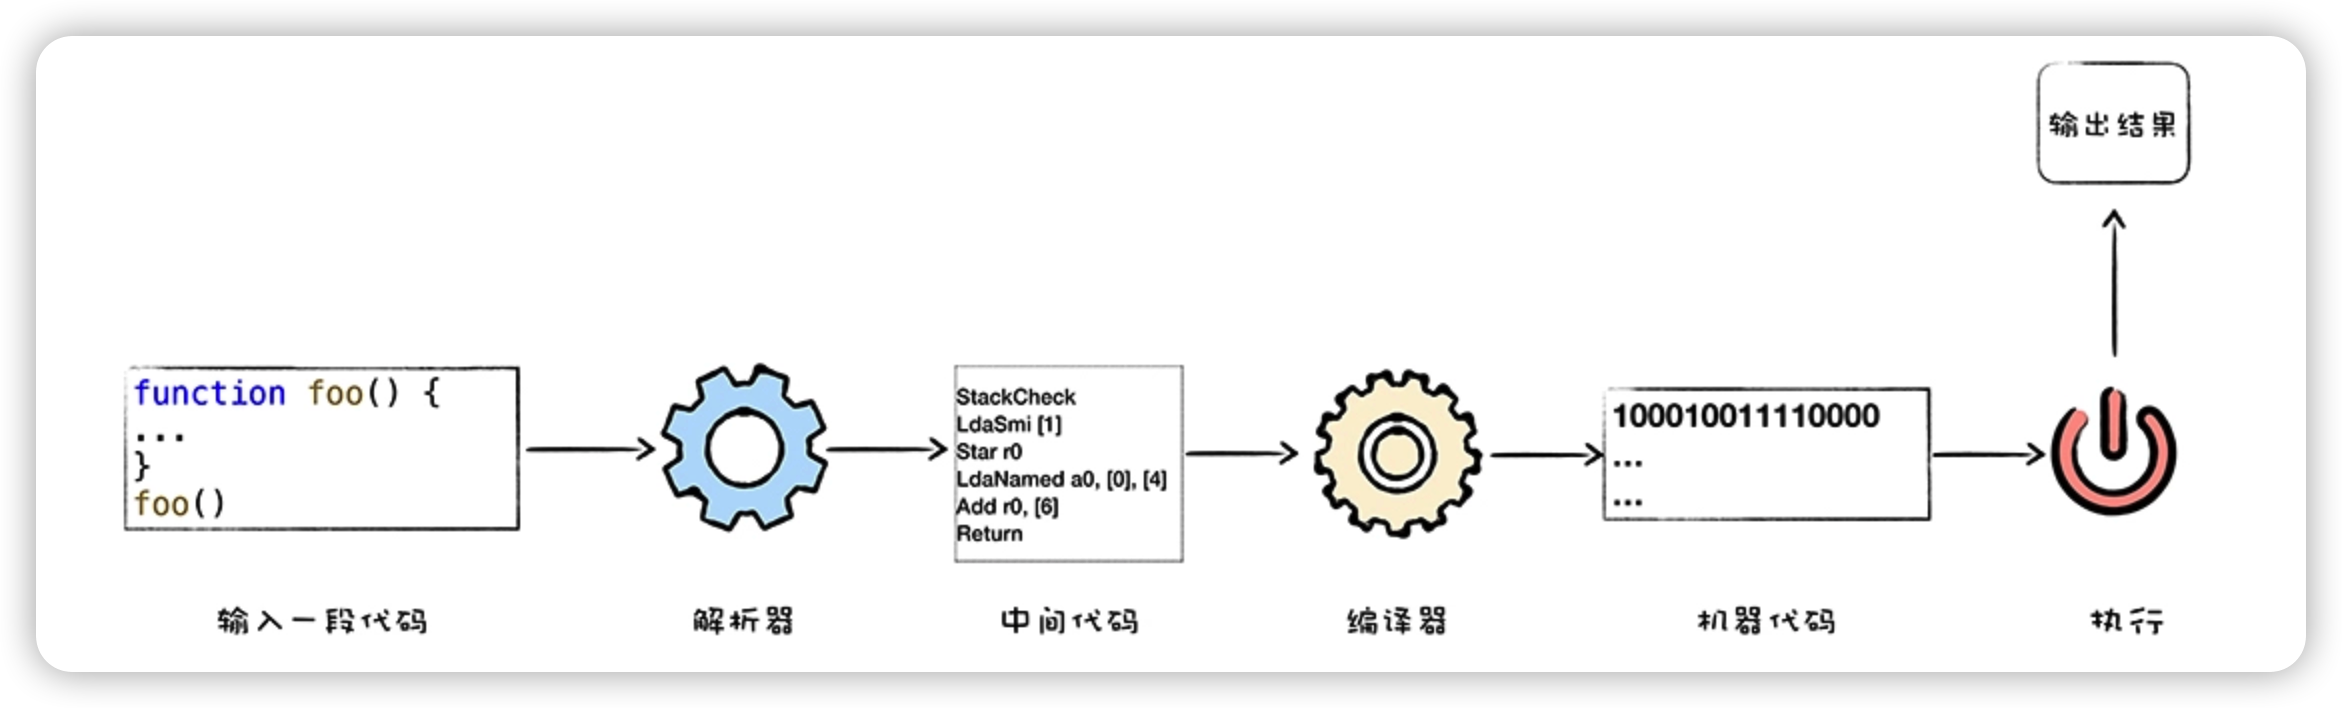 输出结果
function foo() {
...
}
foo()
StackCheck
LdaSmi [1]
Star r0
LdaNamed a0, [0], [4]
Add r0, [6]
Return
100010011110000
...
...
输入一段代码
解析器
中间代码
编译器
机器代码
执行